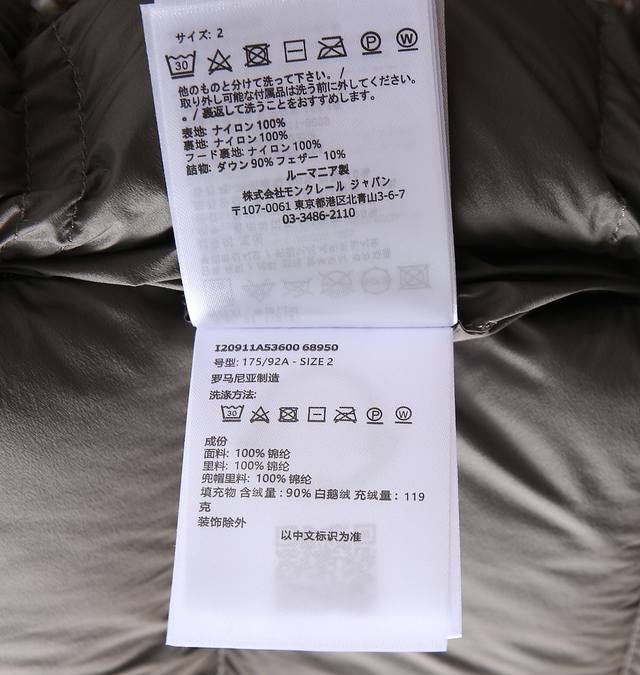 サイズ: 2
30 P W
他のものと分けて洗って下さい。 /
取り外し可能な付属品は洗う前に外してください。
。 / 裏返して洗うことをおすすめします。
表地: ナイロン 100%
裏地: ナイロン 100%
フード裏地: ナイロン 100%
詰物: ダウン 90% フェザー 10%
ルーマニア製
株式会社モンクレール ジャパン
〒107-0061 東京都港区北青山3-6-7
03-3486-2110
I20911A53600 68950
号型: 175/92A - SIZE 2
罗马尼亚制造
洗涤方法:
30 P W
成份
面料: 100% 锦纶
里料: 100% 锦纶
兜帽里料: 100% 锦纶
填充物 含绒量 : 90% 白鹅绒 充绒量 : 119
克
装饰除外
以中文标识为准